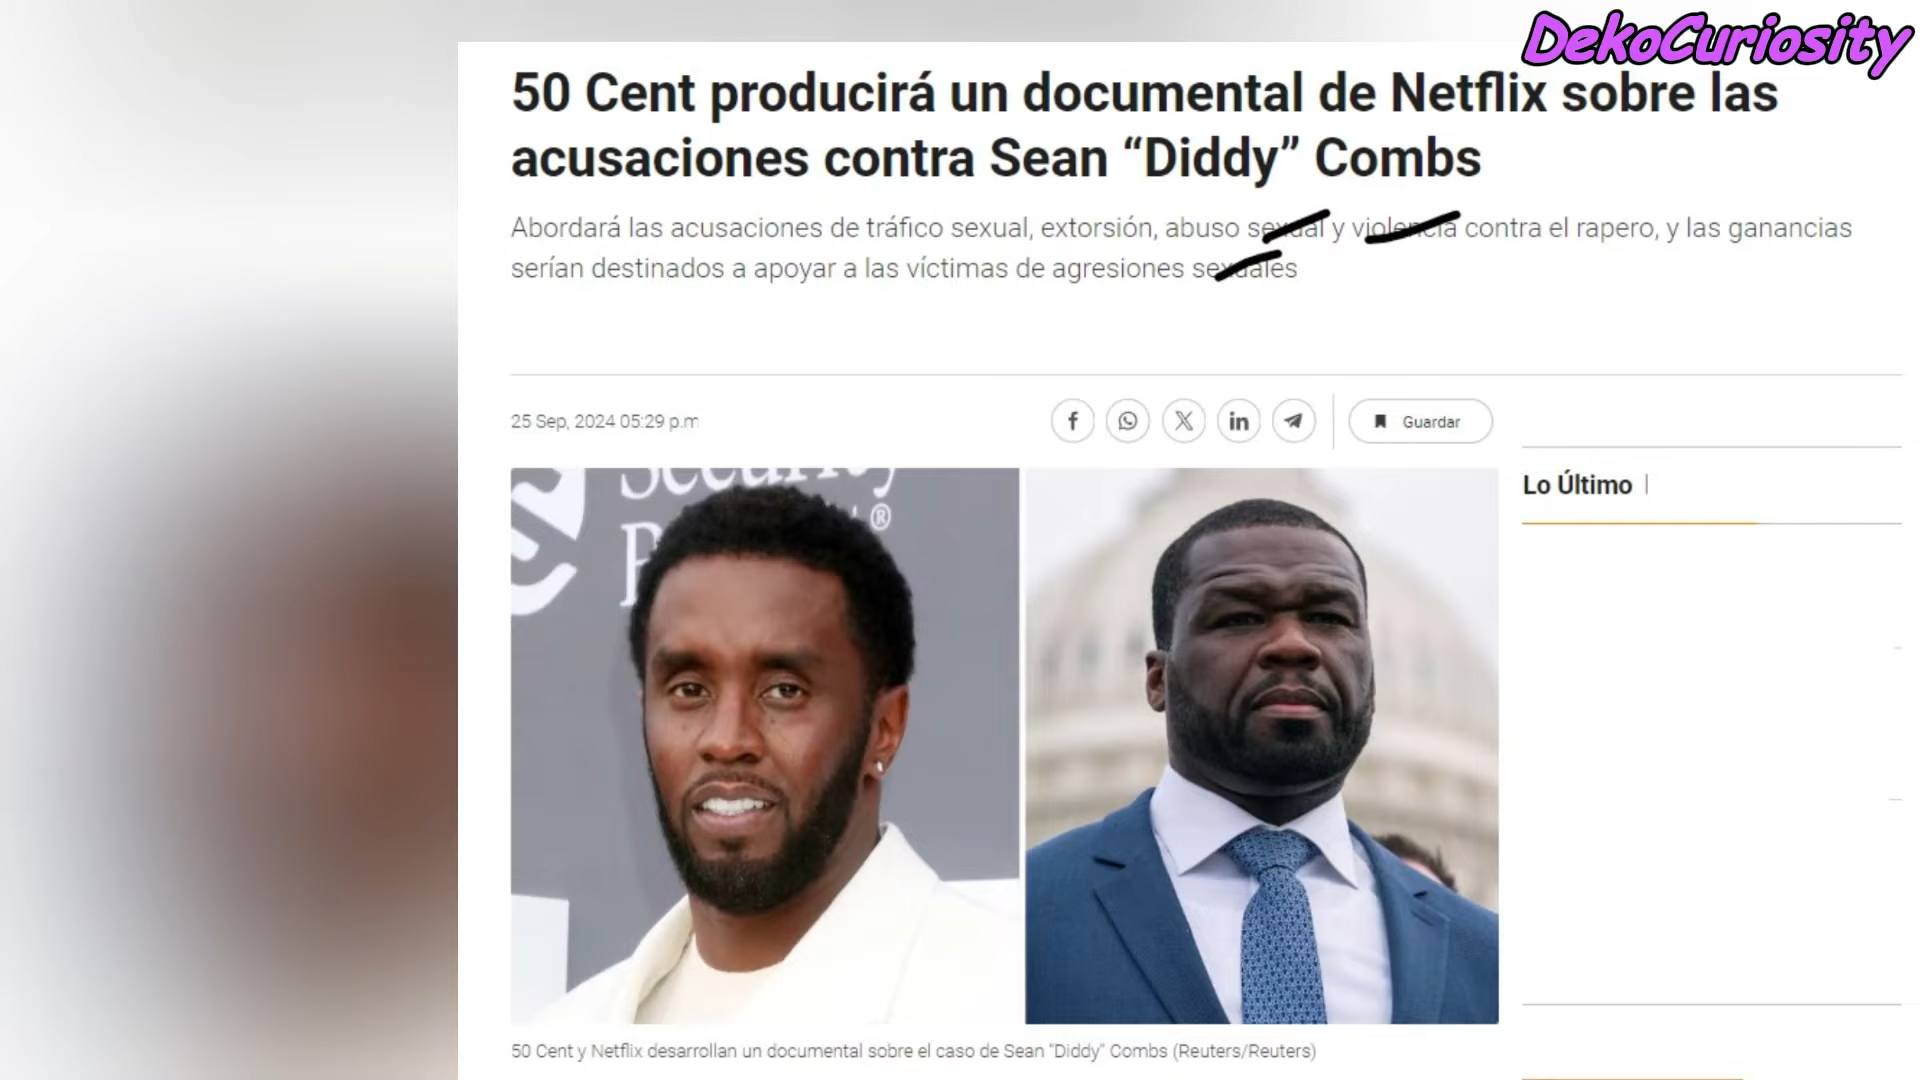 DekoCuriosity
50 Cent producirá un documental de Netflix sobre las
acusaciones contra Sean “Diddy” Combs
Abordará las acusaciones de tráfico sexual, extorsión, abuso sexual y violencia contra el rapero, y las ganancias
serían destinados a apoyar a las víctimas de agresiones sexuales
25 Sep, 2024 05:29 p.m
Guardar
Lo Último
Security
®
50 Cent y Netflix desarrollan un documental sobre el caso de Sean "Diddy" Combs (Reuters/Reuters)